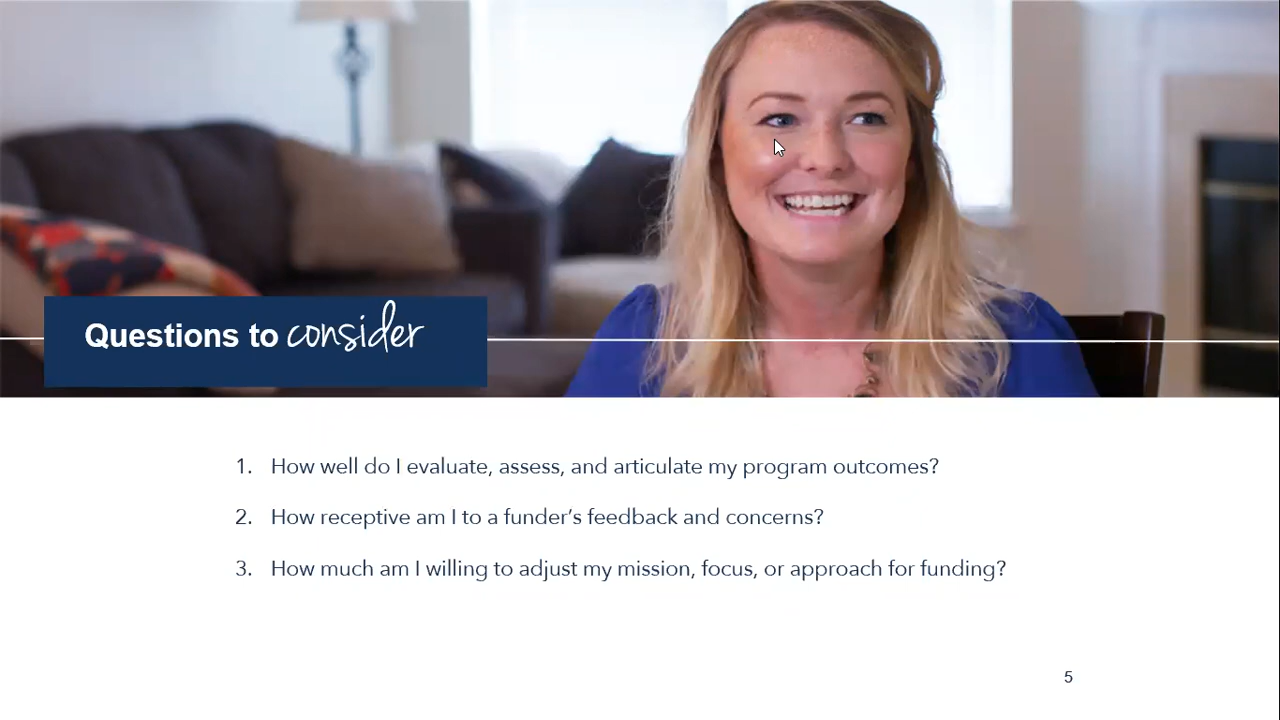 Questions to consider
1. How well do I evaluate, assess, and articulate my program outcomes?
2. How receptive am I to a funder’s feedback and concerns?
3. How much am I willing to adjust my mission, focus, or approach for funding?
5